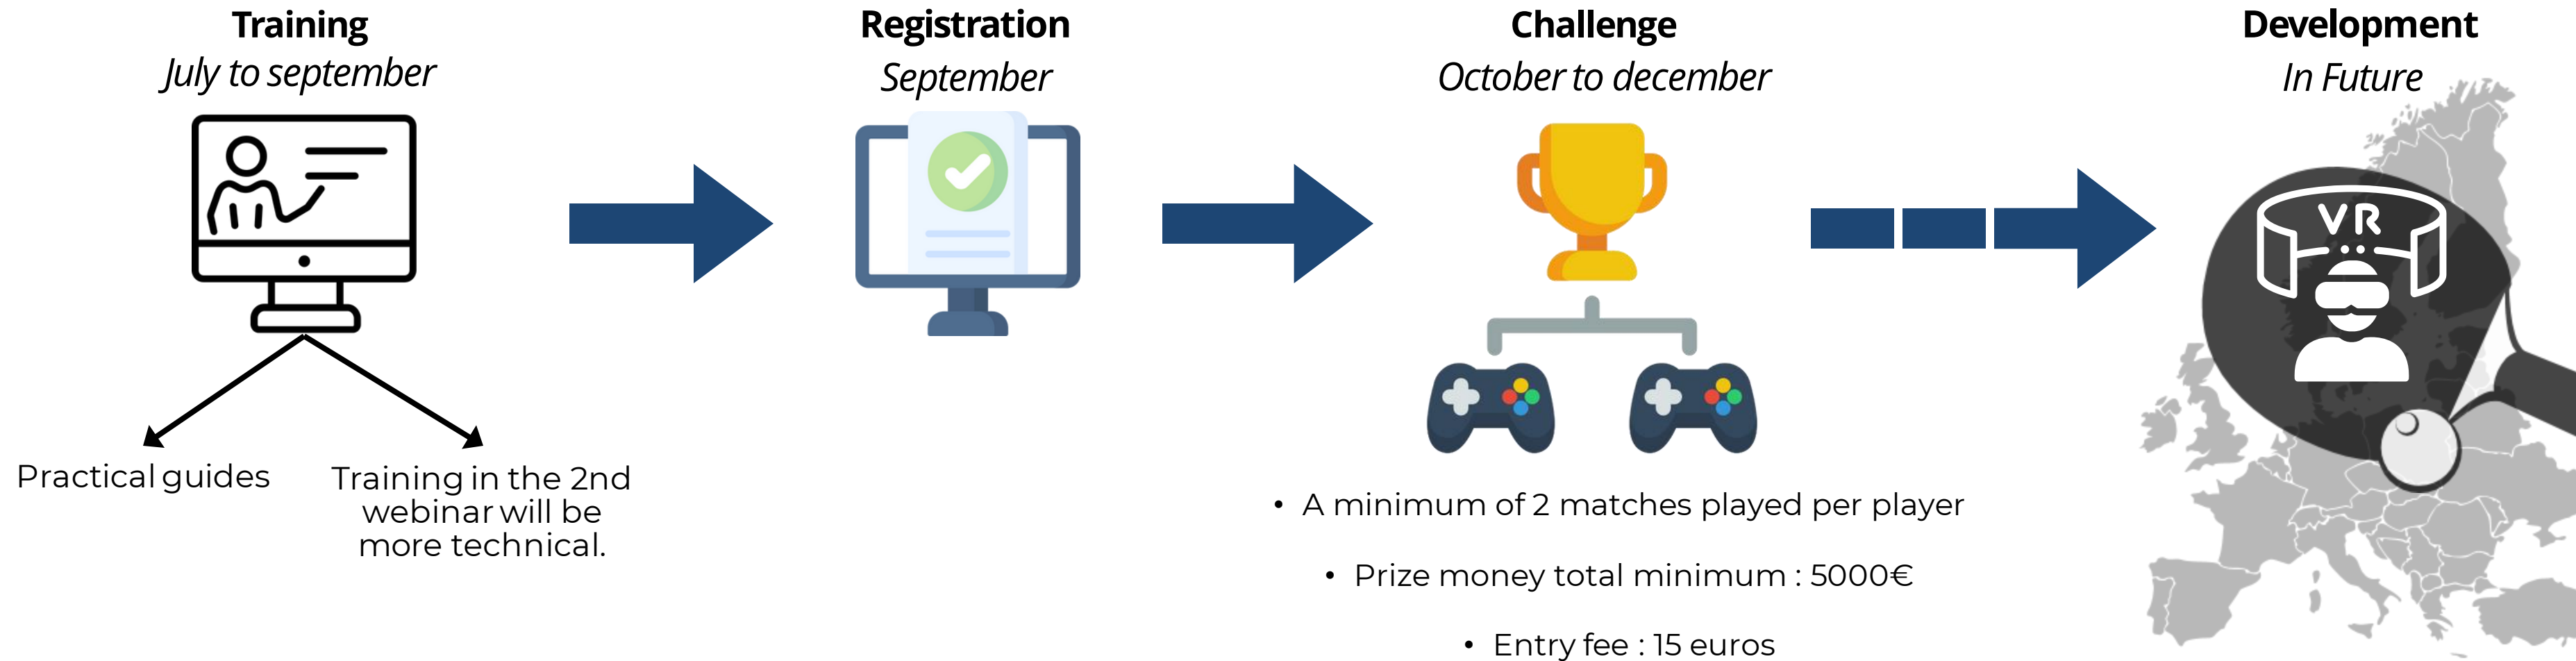 Training
July to september
Practical guides
Training in the 2nd
webinar will be
more technical.
Registration
September
Challenge
October to december
• A minimum of 2 matches played per player
• Prize money total minimum : 5000€
• Entry fee : 15 euros
Development
In Future
VR